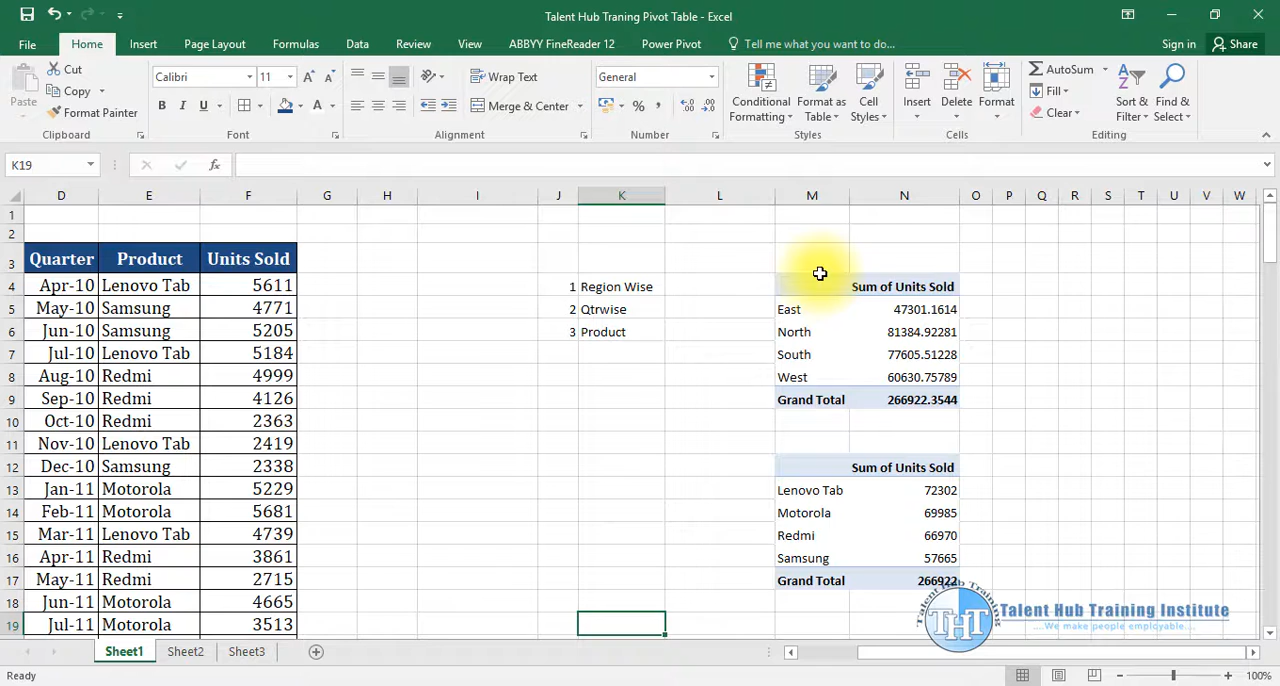 Talent Hub Traning Pivot Table - Excel
File Home Insert Page Layout Formulas Data Review View ABBYY FineReader 12 Power Pivot Tell me what you want to do... Sign in Share
Paste Cut Copy Format Painter
Clipboard
Calibri 11
B I U A
Font
Wrap Text
Merge & Center
Alignment
General
%
Number
Conditional Formatting Format as Table Cell Styles
Styles
Insert Delete Format
Cells
AutoSum Fill Clear
Sort & Filter Find & Select
Editing
K19 fx
D E F G H I J K L M N O P Q R S T U V W
1
2
3 Quarter Product Units Sold
4 Apr-10 Lenovo Tab 5611 1 Region Wise Sum of Units Sold
5 May-10 Samsung 4771 2 Qtrwise East 47301.1614
6 Jun-10 Samsung 5205 3 Product North 81384.92281
7 Jul-10 Lenovo Tab 5184 South 77605.51228
8 Aug-10 Redmi 4999 West 60630.75789
9 Sep-10 Redmi 4126 Grand Total 266922.3544
10 Oct-10 Redmi 2363
11 Nov-10 Lenovo Tab 2419
12 Dec-10 Samsung 2338 Sum of Units Sold
13 Jan-11 Motorola 5229 Lenovo Tab 72302
14 Feb-11 Motorola 5681 Motorola 69985
15 Mar-11 Lenovo Tab 4739 Redmi 66970
16 Apr-11 Redmi 3861 Samsung 57665
17 May-11 Redmi 2715 Grand Total 266922
18 Jun-11 Motorola 4665
19 Jul-11 Motorola 3513
Talent Hub Training
THT
Talent Hub Training Institute
....We make people employable...
Sheet1 Sheet2 Sheet3
Ready 100%